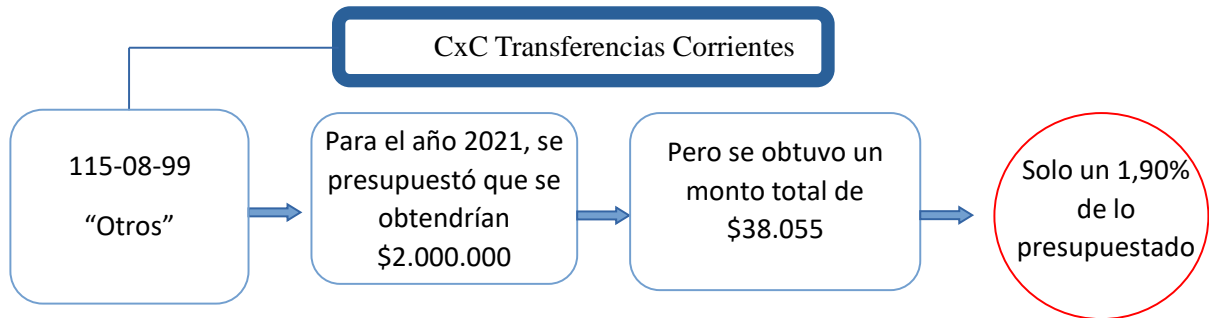 CxC Transferencias Corrientes
115-08-99
“Otros”
Para el año 2021, se
presupuestó que se
obtendrían
$2.000.000
Pero se obtuvo un
monto total de
$38.055
Solo un 1,90%
de lo
presupuestado